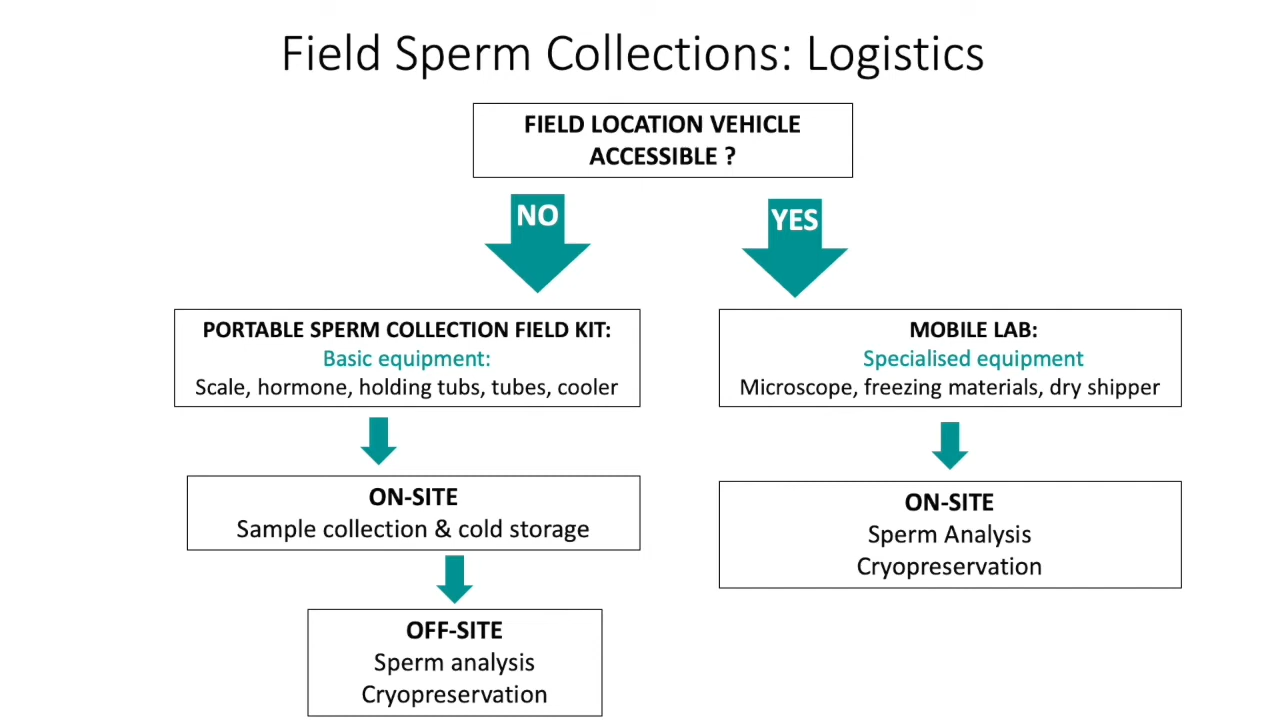 Field Sperm Collections: Logistics
FIELD LOCATION VEHICLE
ACCESSIBLE ?
NO
YES
PORTABLE SPERM COLLECTION FIELD KIT:
Basic equipment:
Scale, hormone, holding tubs, tubes, cooler
MOBILE LAB:
Specialised equipment
Microscope, freezing materials, dry shipper
ON-SITE
Sample collection & cold storage
ON-SITE
Sperm Analysis
Cryopreservation
OFF-SITE
Sperm analysis
Cryopreservation